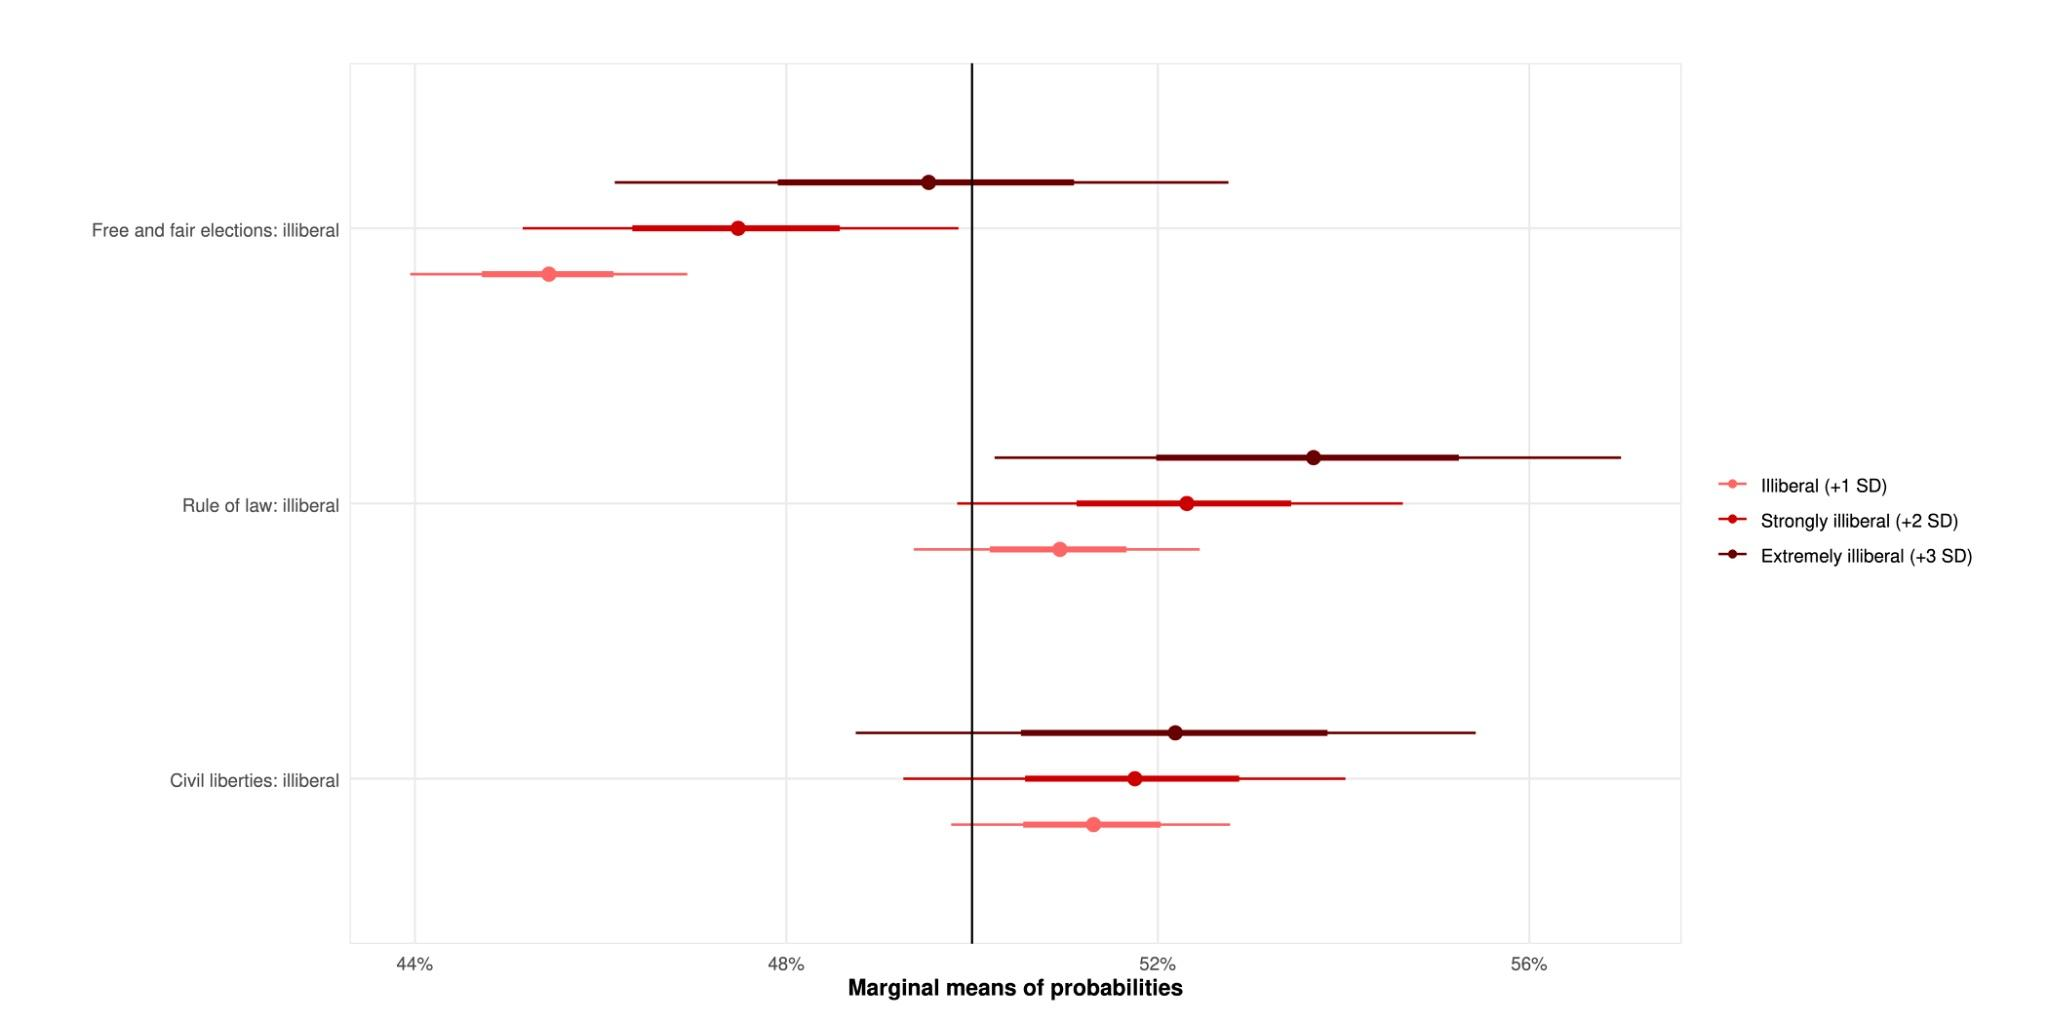 Free and fair elections: illiberal
Rule of law: illiberal
Civil liberties: illiberal
Illiberal (+1 SD)
Strongly illiberal (+2 SD)
Extremely illiberal (+3 SD)
44% 48% 52% 56%
Marginal means of probabilities